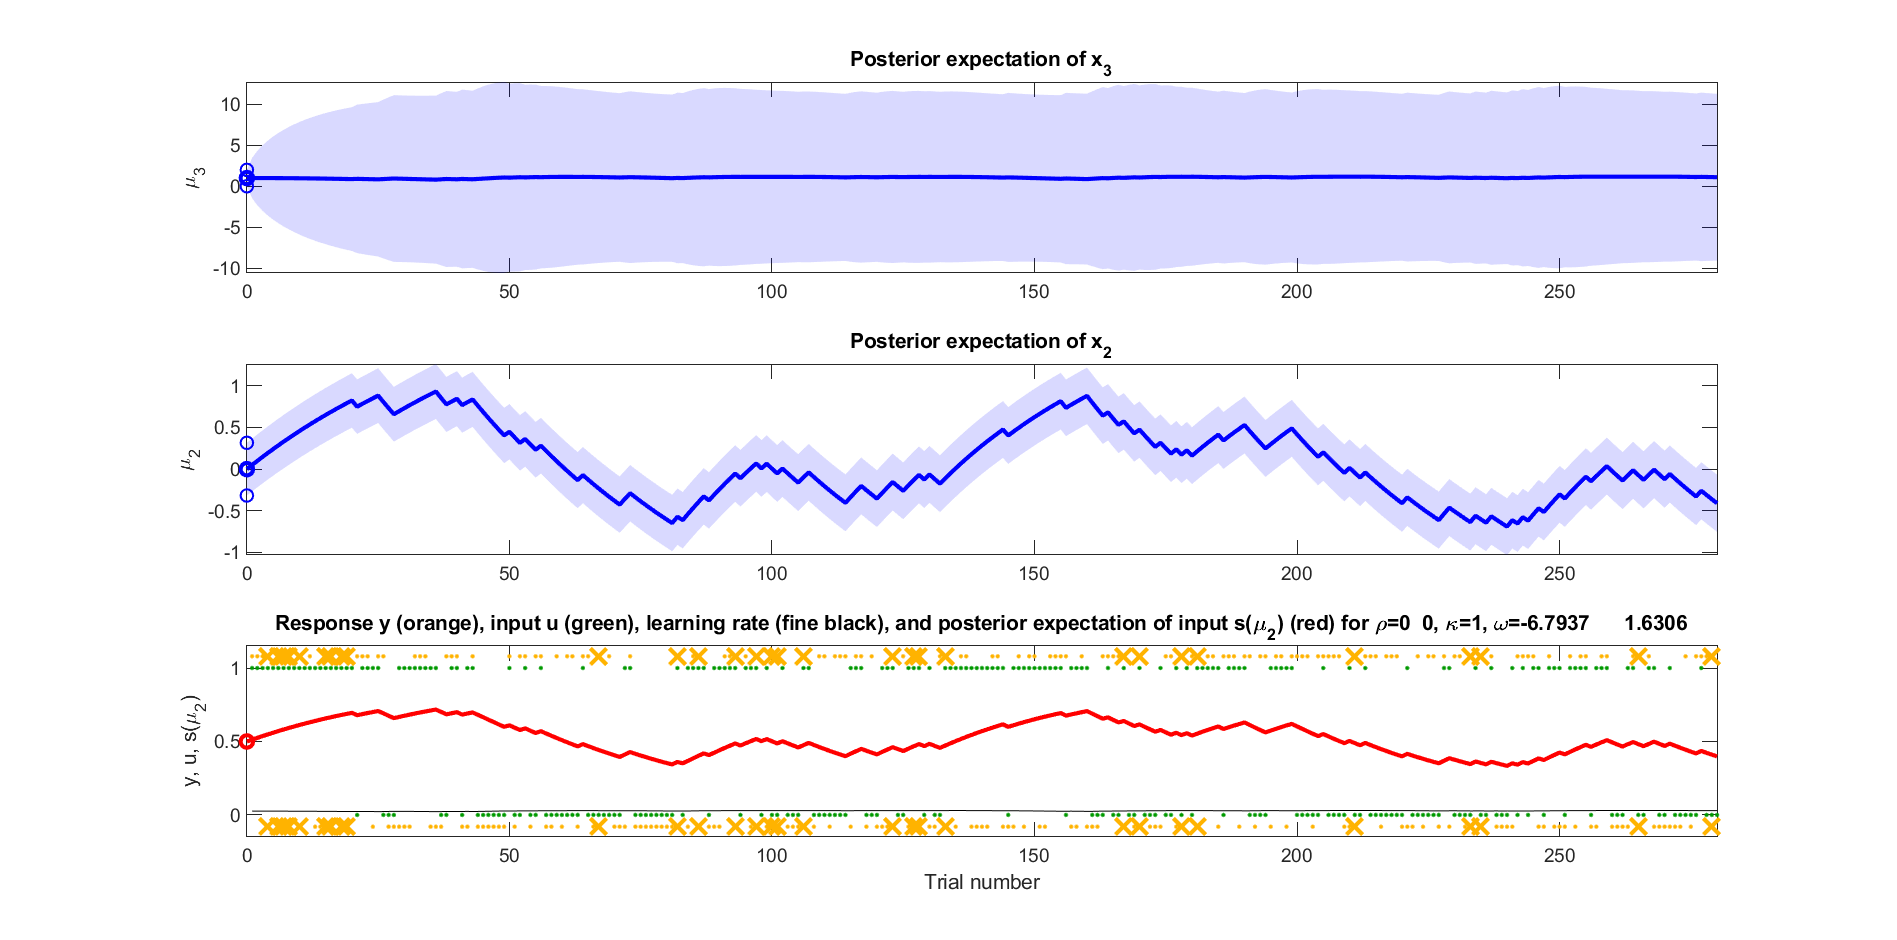 Posterior expectation of x₃
μ₃
10
5
0
-5
-10
0 50 100 150 200 250
Posterior expectation of x₂
μ₂
1
0.5
0
-0.5
-1
0 50 100 150 200 250
Response y (orange), input u (green), learning rate (fine black), and posterior expectation of input s(μ₂) (red) for ρ=0 0, κ=1, ω=-6.7937 1.6306
y, u, s(μ₂)
1
0.5
0
0 50 100 150 200 250
Trial number